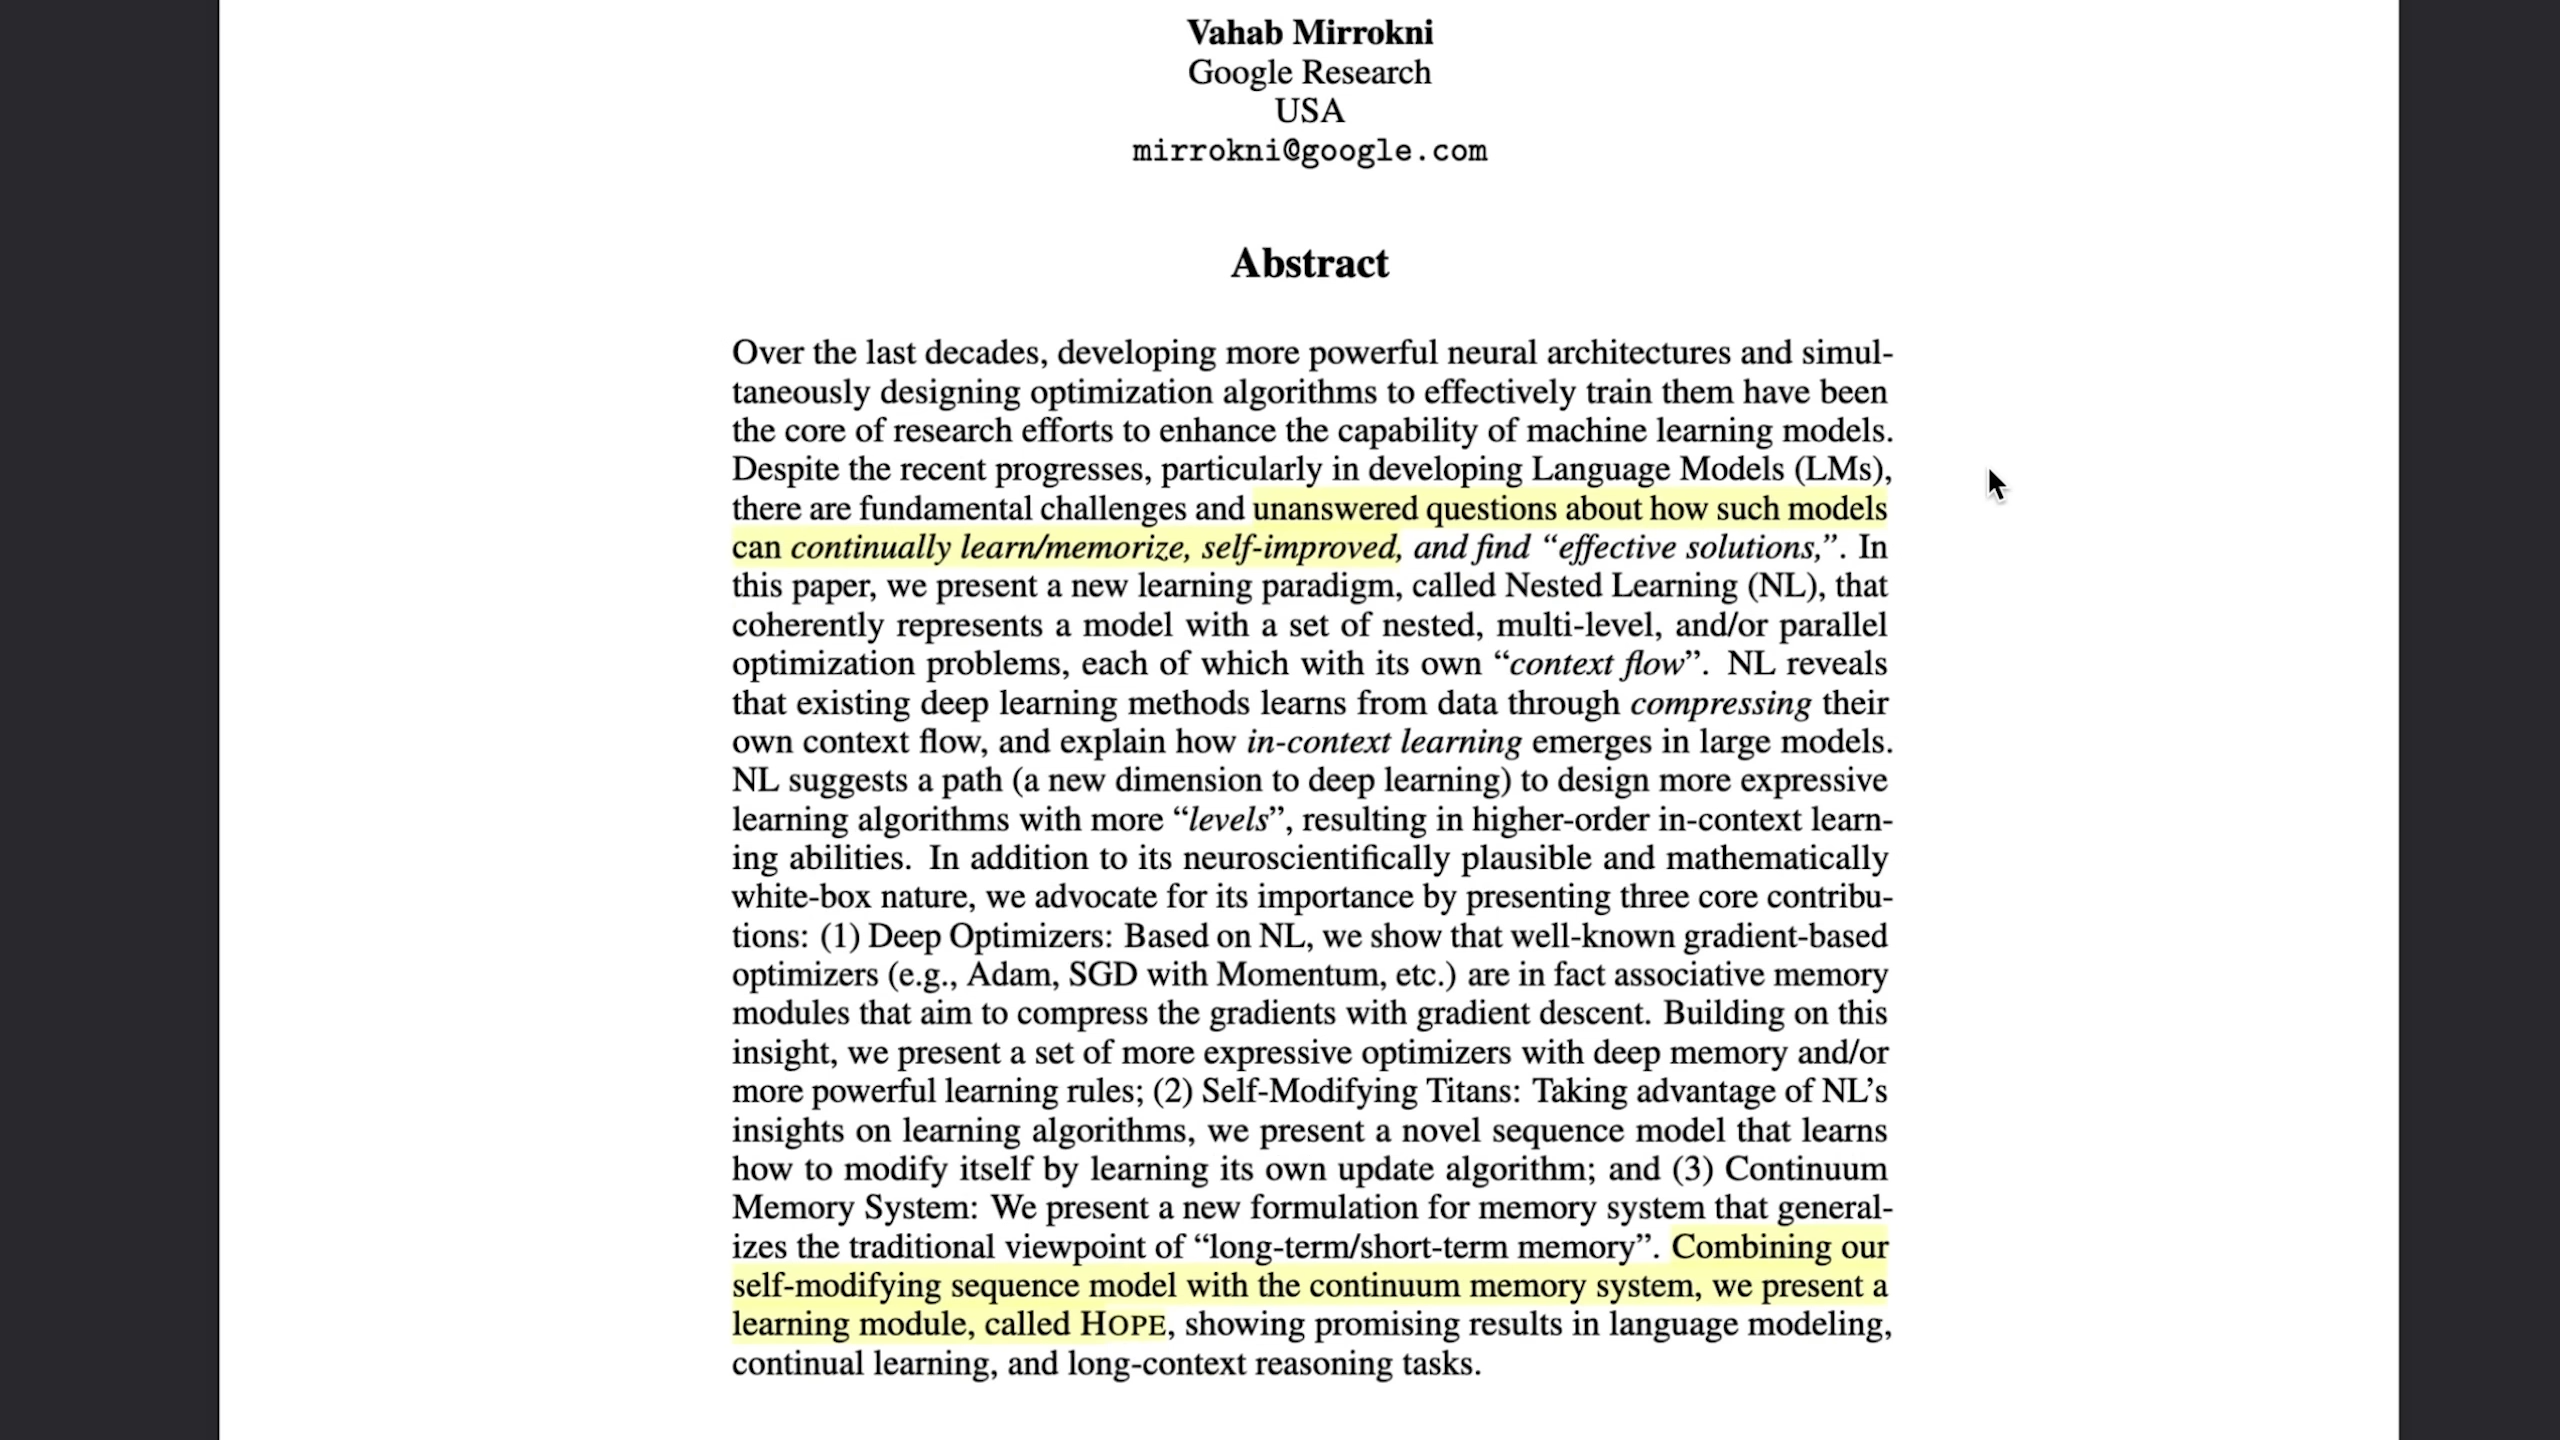 Vahab Mirrokni
Google Research
USA
mirrokni@google.com
Abstract
Over the last decades, developing more powerful neural architectures and simul-
taneously designing optimization algorithms to effectively train them have been
the core of research efforts to enhance the capability of machine learning models.
Despite the recent progresses, particularly in developing Language Models (LMs),
there are fundamental challenges and unanswered questions about how such models
can continually learn/memorize, self-improved, and find “effective solutions,”. In
this paper, we present a new learning paradigm, called Nested Learning (NL), that
coherently represents a model with a set of nested, multi-level, and/or parallel
optimization problems, each of which with its own “context flow”. NL reveals
that existing deep learning methods learns from data through compressing their
own context flow, and explain how in-context learning emerges in large models.
NL suggests a path (a new dimension to deep learning) to design more expressive
learning algorithms with more “levels”, resulting in higher-order in-context learn-
ing abilities. In addition to its neuroscientifically plausible and mathematically
white-box nature, we advocate for its importance by presenting three core contribu-
tions: (1) Deep Optimizers: Based on NL, we show that well-known gradient-based
optimizers (e.g., Adam, SGD with Momentum, etc.) are in fact associative memory
modules that aim to compress the gradients with gradient descent. Building on this
insight, we present a set of more expressive optimizers with deep memory and/or
more powerful learning rules; (2) Self-Modifying Titans: Taking advantage of NL’s
insights on learning algorithms, we present a novel sequence model that learns
how to modify itself by learning its own update algorithm; and (3) Continuum
Memory System: We present a new formulation for memory system that general-
izes the traditional viewpoint of “long-term/short-term memory”. Combining our
self-modifying sequence model with the continuum memory system, we present a
learning module, called HOPE, showing promising results in language modeling,
continual learning, and long-context reasoning tasks.